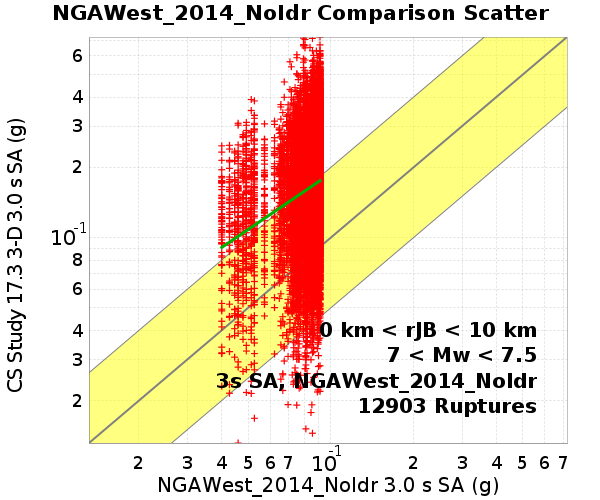 NGAWest_2014_NoIdr Comparison Scatter
CS Study 17.3 3-D 3.0 s SA (g)
6
4
3
2
10-1
8
6
4
3
2
0 km < rJB < 10 km
7 < Mw < 7.5
3s SA, NGAWest_2014_NoIdr
12903 Ruptures
2 3 4 5 6 7 10-1 2 3 4 5 6 7
NGAWest_2014_NoIdr 3.0 s SA (g)